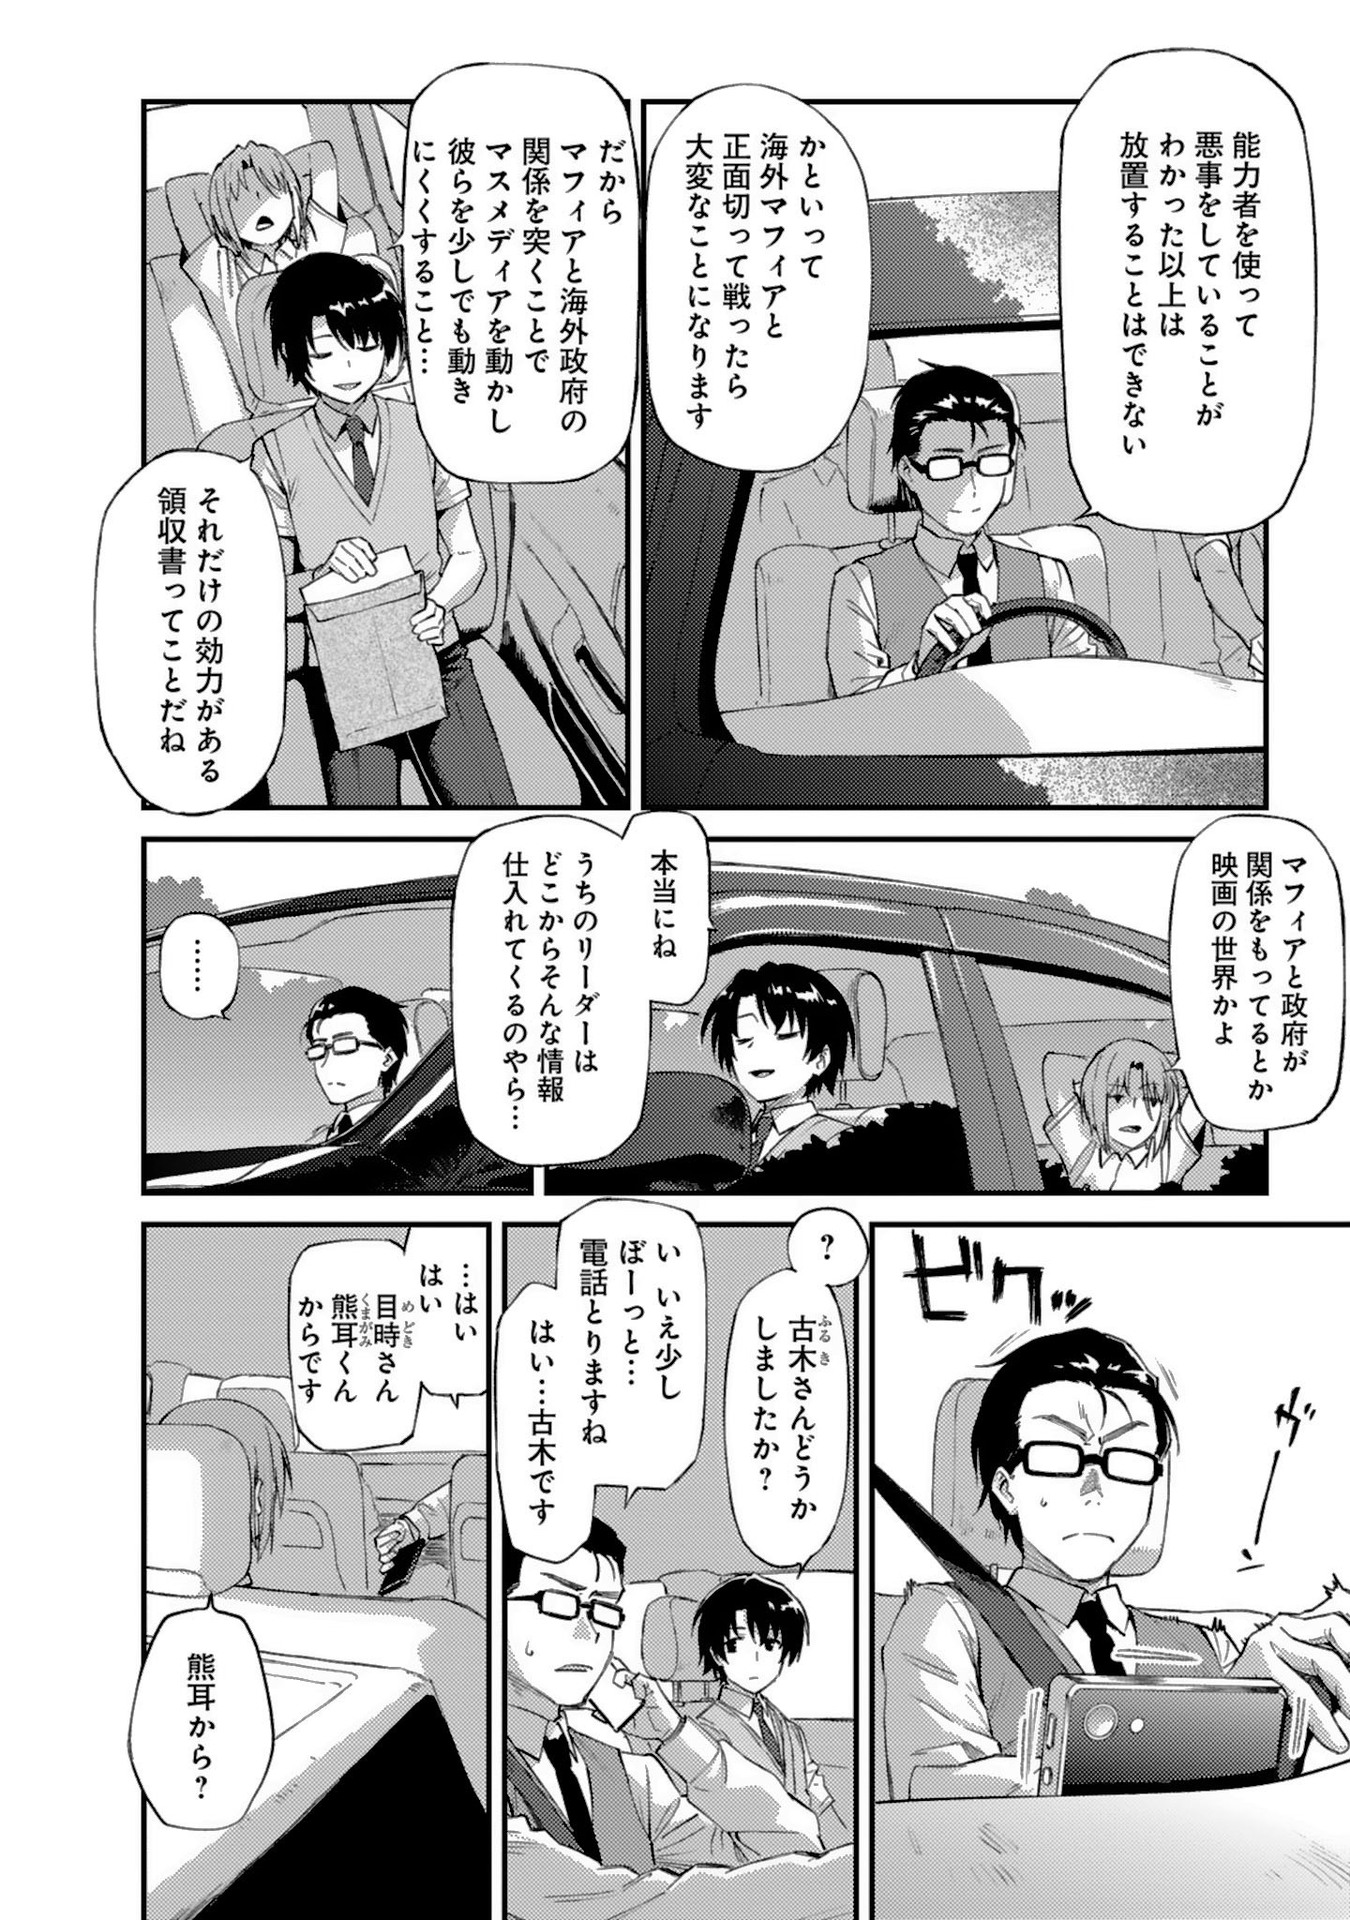 能力者を使って
悪事をしていることが
わかった以上は
放置することはできない
かといって
海外マフィアと
正面切って戦ったら
大変なことになります
だから
マフィアと海外政府の
関係を突くことで
マスメディアを動かし
彼らを少しでも動き
にくくすること…
それだけの効力がある
領収書ってことだね
マフィアと政府が
関係をもってるとか
映画の世界かよ
本当にね
うちのリーダーは
どこからそんな情報
仕入れてくるのやら…
……
ビクッ
?
古木さんどうか
ふるき
しましたか?
い いえ少し
ぼーっと…
電話とりますね
はい…古木です
…はい
はい
目時さん
めどき
熊耳くん
くまがみ
からです
熊耳から?